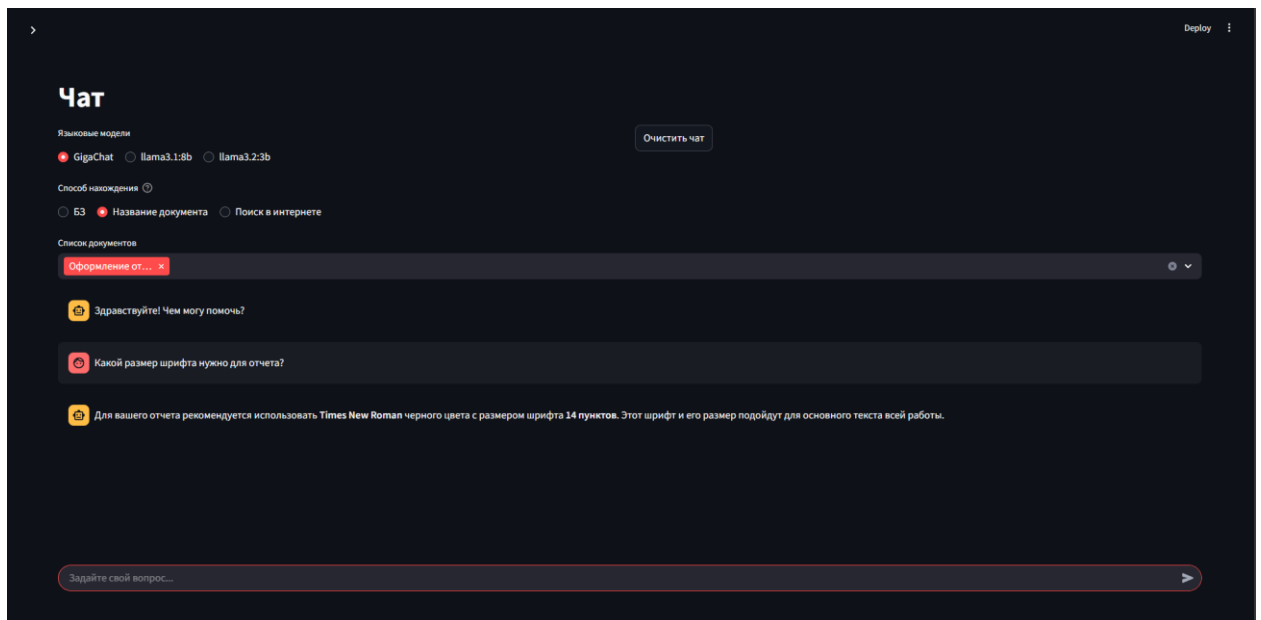 Deploy
Чат
Языковые модели
Очистить чат
GigaChat llama3.1:8b llama3.2:3b
Способ нахождения
БЗ Название документа Поиск в интернете
Список документов
Оформление от... ×
Здравствуйте! Чем могу помочь?
Какой размер шрифта нужно для отчета?
Для вашего отчета рекомендуется использовать Times New Roman черного цвета с размером шрифта 14 пунктов. Этот шрифт и его размер подойдут для основного текста всей работы.
Задайте свой вопрос...